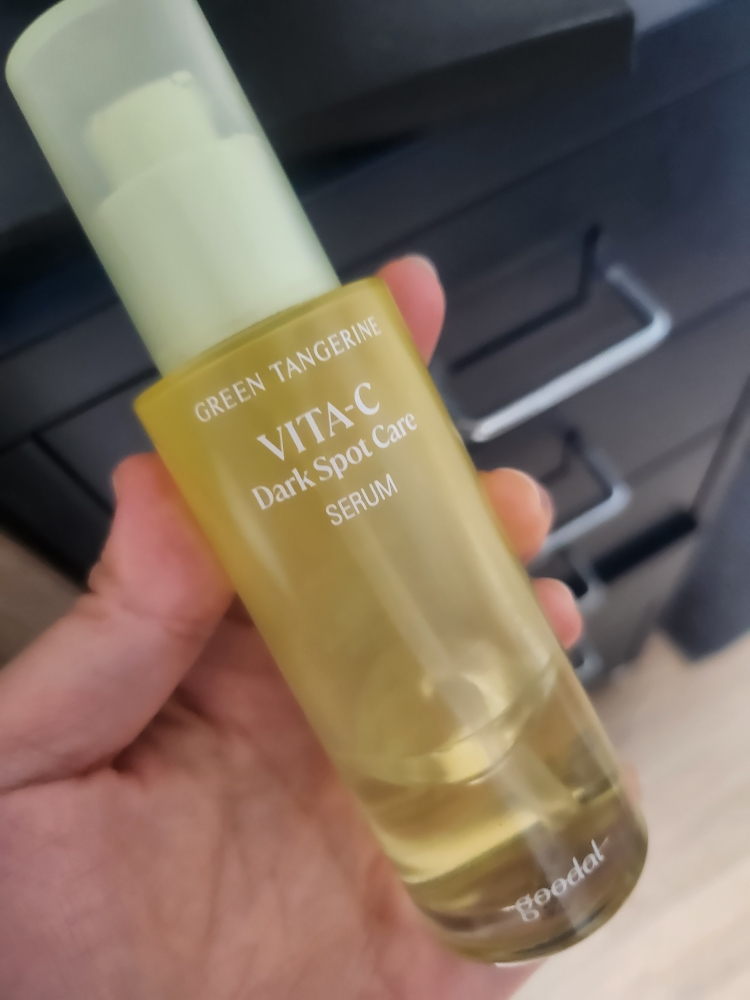 GREEN TANGERINE
VITA-C
Dark Spot Care
SERUM
goodal